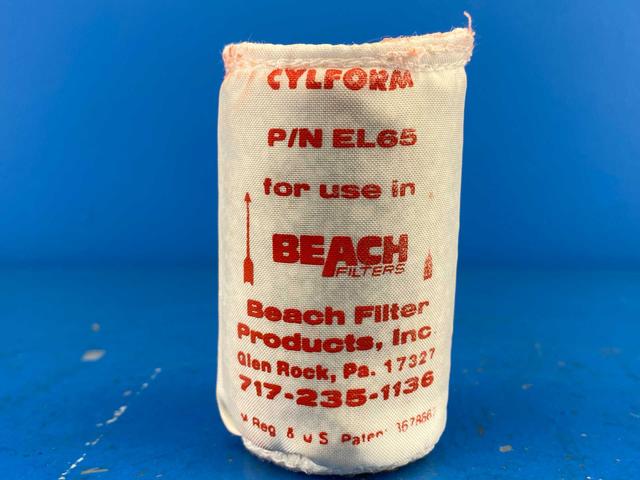 CYLFORM
P/N EL65
for use in
BEACH
FILTERS
Beach Filter
Products, Inc.
Glen Rock, Pa. 17327
717-235-1136
Reg & U S Patent